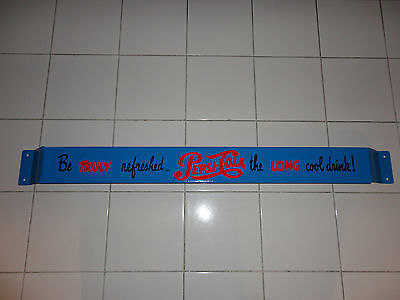 Be TRULY refreshed... Pepsi-Cola the LONG cool drink!